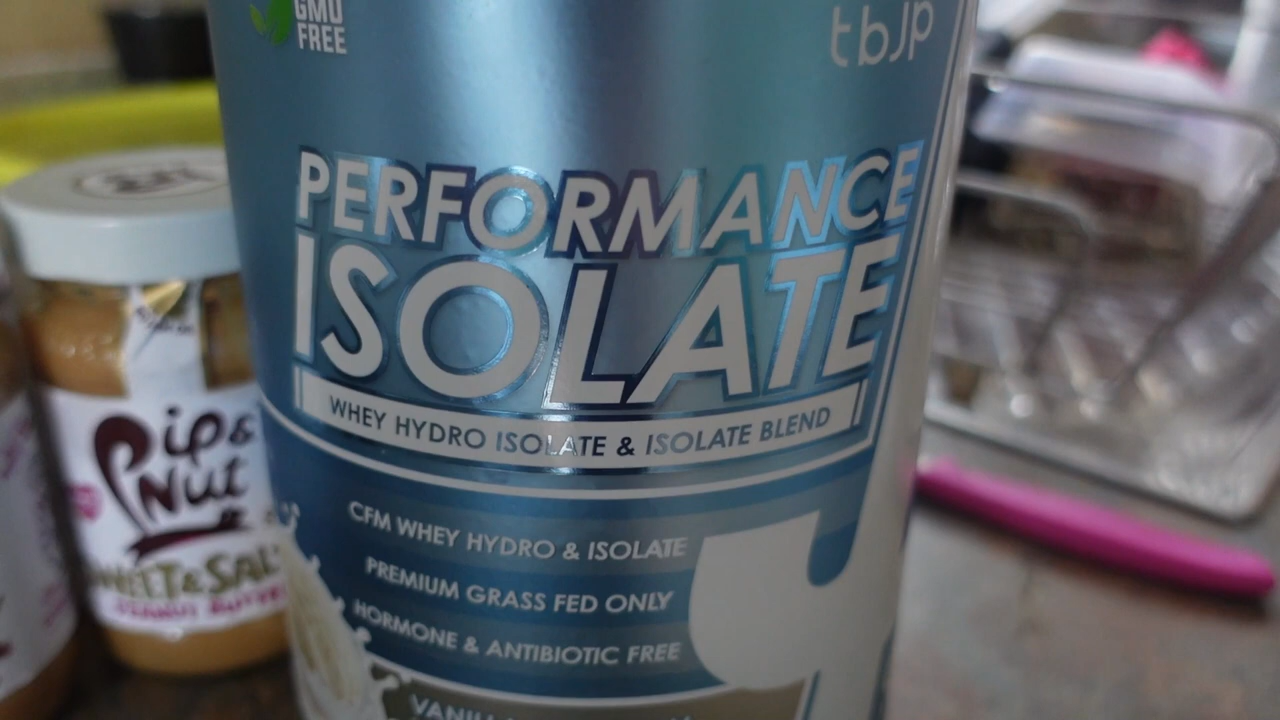 GMO
FREE
tbJp
PERFORMANCE
ISOLATE
WHEY HYDRO ISOLATE & ISOLATE BLEND
CFM WHEY HYDRO & ISOLATE
PREMIUM GRASS FED ONLY
HORMONE & ANTIBIOTIC FREE
Pip &
Nut
SWEET & SALT
PEANUT BUTTER